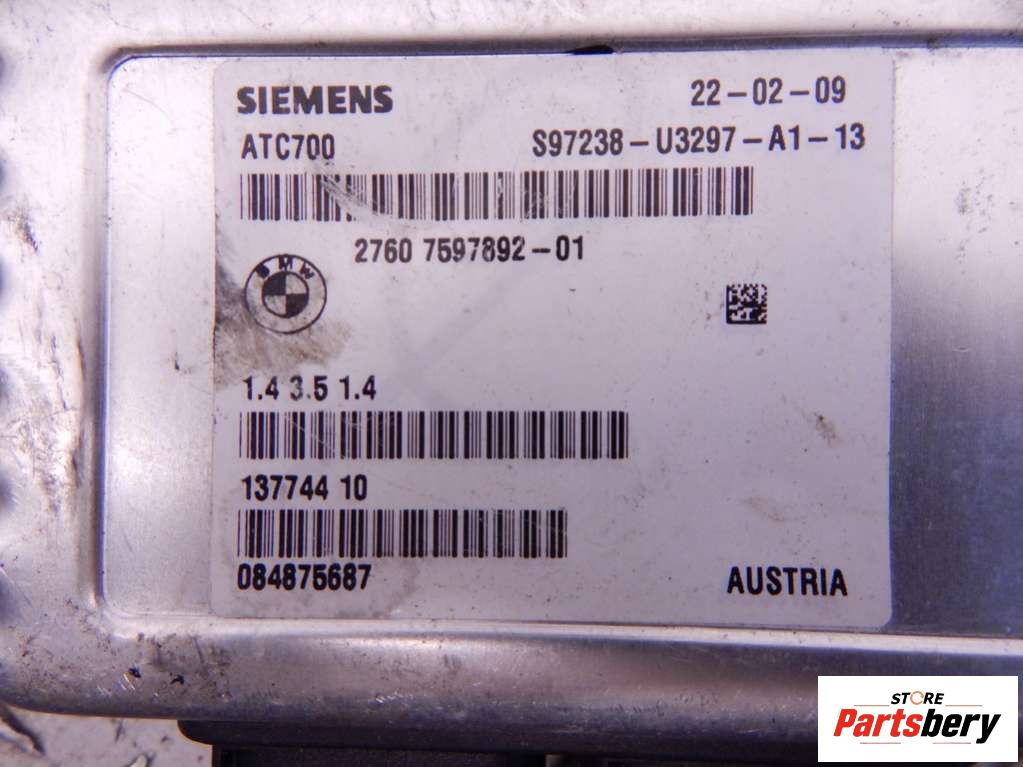 SIEMENS 22-02-09
ATC700 S97238-U3297-A1-13
2760 7597892-01
BMW
1.4 3.5 1.4
137744 10
084875687 AUSTRIA
STORE
Partsbery